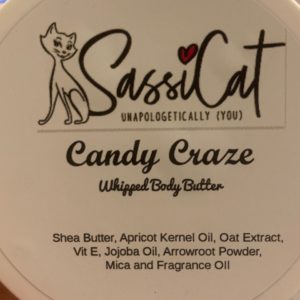 SassiCat
UNAPOLOGETICALLY (YOU)
Candy Craze
Whipped Body Butter
Shea Butter, Apricot Kernel Oil, Oat Extract,
Vit E, Jojoba Oil, Arrowroot Powder,
Mica and Fragrance OIl